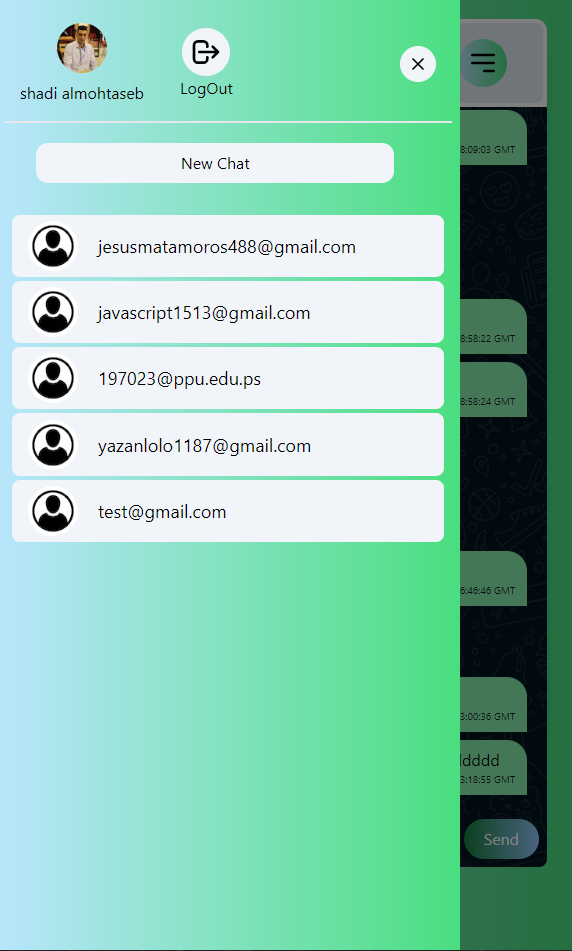 shadi almohtaseb
LogOut
New Chat
jesusmatamoros488@gmail.com
javascript1513@gmail.com
197023@ppu.edu.ps
yazanlolo1187@gmail.com
test@gmail.com
8:09:03 GMT
8:58:22 GMT
8:58:24 GMT
6:46:46 GMT
3:00:36 GMT
ddddd
3:18:55 GMT
Send